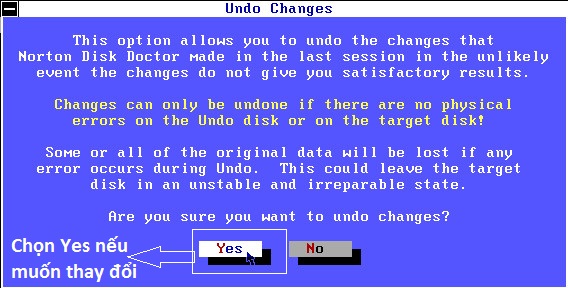 Undo Changes
This option allows you to undo the changes that
Norton Disk Doctor made in the last session in the unlikely
event the changes do not give you satisfactory results.
Changes can only be undone if there are no physical
errors on the Undo disk or on the target disk!
Some or all of the original data will be lost if any
error occurs during Undo. This could leave the target
disk in an unstable and irreparable state.
Are you sure you want to undo changes?
Yes No
Chọn Yes nếu
muốn thay đổi